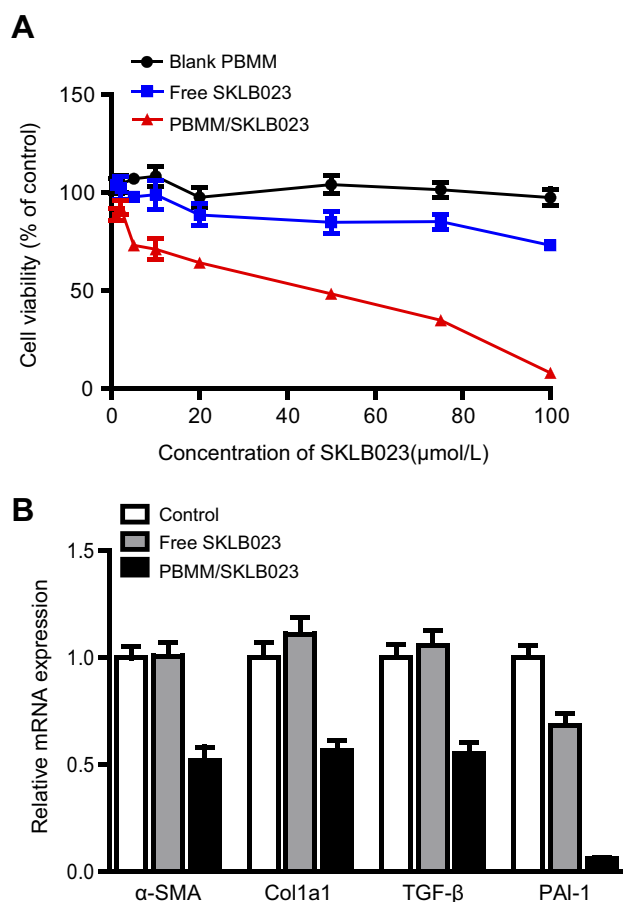 A
Blank PBMM
Free SKLB023
PBMM/SKLB023
150
100
50
0
Cell viability (% of control)
0 20 40 60 80 100
Concentration of SKLB023(μmol/L)
B
Control
Free SKLB023
PBMM/SKLB023
1.5
1.0
0.5
0.0
Relative mRNA expression
α-SMA Col1a1 TGF-β PAI-1